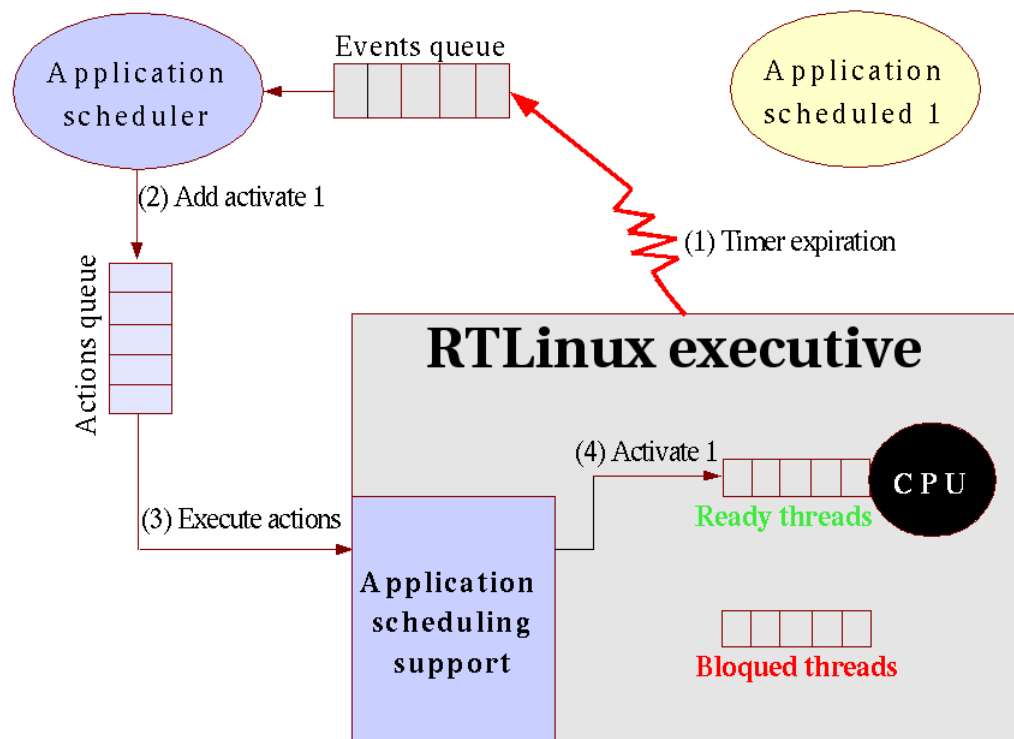 Events queue
Application
scheduler
Application
scheduled 1
(2) Add activate 1
(1) Timer expiration
Actions queue
RTLinux executive
(4) Activate 1
CPU
Ready threads
(3) Execute actions
Application
scheduling
support
Bloqued threads